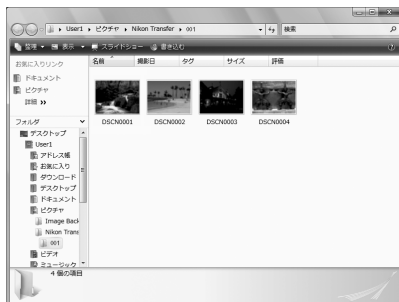 User1 ▸ ピクチャ ▸ Nikon Transfer ▸ 001
検索
整理 表示 スライドショー 書き込む
お気に入りリンク
ドキュメント
ピクチャ
詳細 »
フォルダ
デスクトップ
User1
アドレス帳
お気に入り
ダウンロード
デスクトップ
ドキュメント
ピクチャ
Image Back
Nikon Trans
001
ビデオ
ミュージック
名前 撮影日 タグ サイズ 評価
DSCN0001 DSCN0002 DSCN0003 DSCN0004
4 個の項目